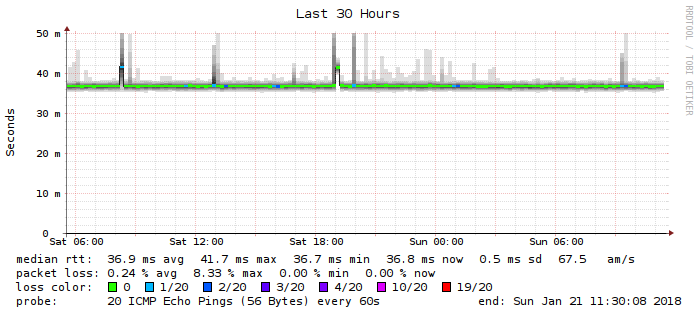 Last 30 Hours
RRDTOOL / TOBI OETIKER
Seconds
50 m
40 m
30 m
20 m
10 m
0
Sat 06:00 Sat 12:00 Sat 18:00 Sun 00:00 Sun 06:00
median rtt: 36.9 ms avg 41.7 ms max 36.7 ms min 36.8 ms now 0.5 ms sd 67.5 am/s
packet loss: 0.24 % avg 8.33 % max 0.00 % min 0.00 % now
loss color: 0 1/20 2/20 3/20 4/20 10/20 19/20
probe: 20 ICMP Echo Pings (56 Bytes) every 60s end: Sun Jan 21 11:30:08 2018